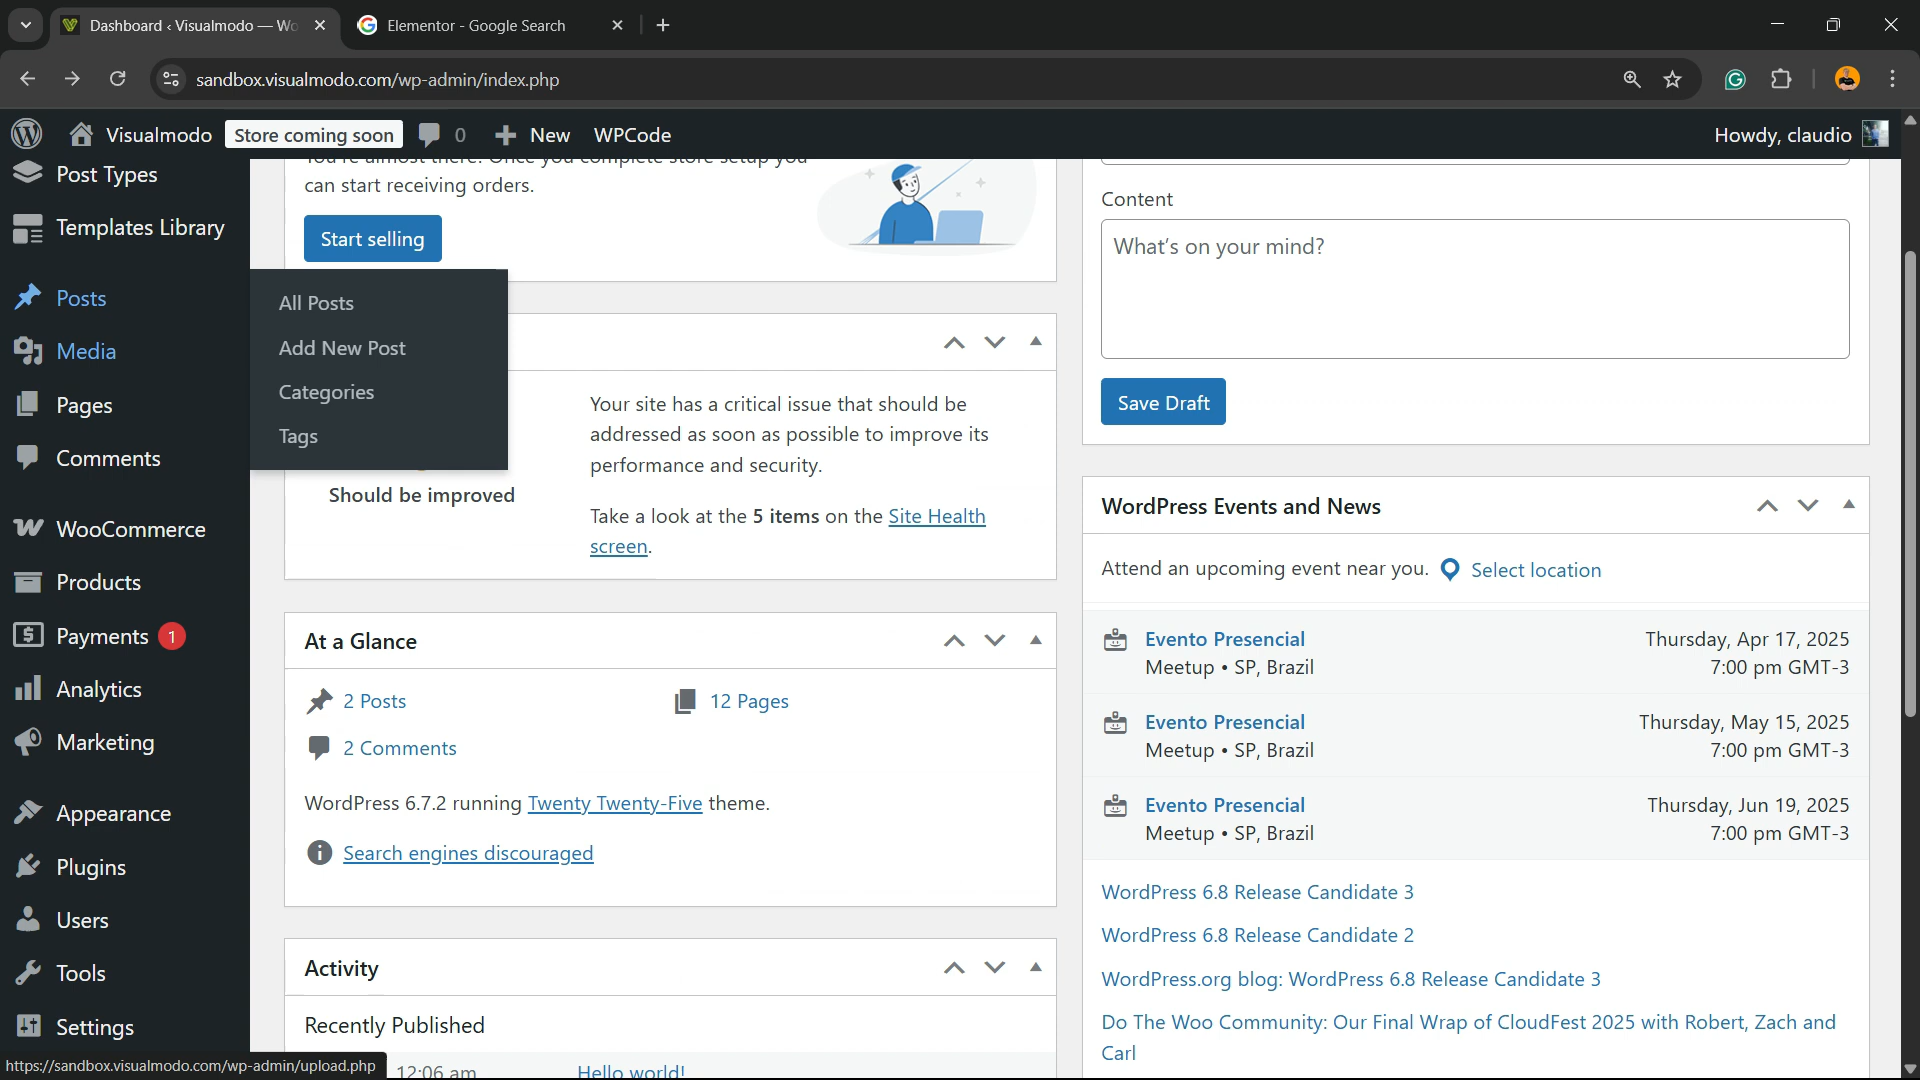 Dashboard ‹ Visualmodo — Wo
Elementor - Google Search
sandbox.visualmodo.com/wp-admin/index.php
Visualmodo
Store coming soon
0
New
WPCode
Howdy, claudio
Post Types
Templates Library
Posts
Media
Pages
Comments
WooCommerce
Products
Payments 1
Analytics
Marketing
Appearance
Plugins
Users
Tools
Settings
https://sandbox.visualmodo.com/wp-admin/upload.php
All Posts
Add New Post
Categories
Tags
You're almost there! Once you complete store setup you
can start receiving orders.
Start selling
Should be improved
Your site has a critical issue that should be
addressed as soon as possible to improve its
performance and security.
Take a look at the 5 items on the Site Health
screen.
At a Glance
2 Posts
12 Pages
2 Comments
WordPress 6.7.2 running Twenty Twenty-Five theme.
Search engines discouraged
Activity
Recently Published
12:06 am
Hello world!
Content
What's on your mind?
Save Draft
WordPress Events and News
Attend an upcoming event near you.
Select location
Evento Presencial
Thursday, Apr 17, 2025
Meetup • SP, Brazil
7:00 pm GMT-3
Evento Presencial
Thursday, May 15, 2025
Meetup • SP, Brazil
7:00 pm GMT-3
Evento Presencial
Thursday, Jun 19, 2025
Meetup • SP, Brazil
7:00 pm GMT-3
WordPress 6.8 Release Candidate 3
WordPress 6.8 Release Candidate 2
WordPress.org blog: WordPress 6.8 Release Candidate 3
Do The Woo Community: Our Final Wrap of CloudFest 2025 with Robert, Zach and
Carl